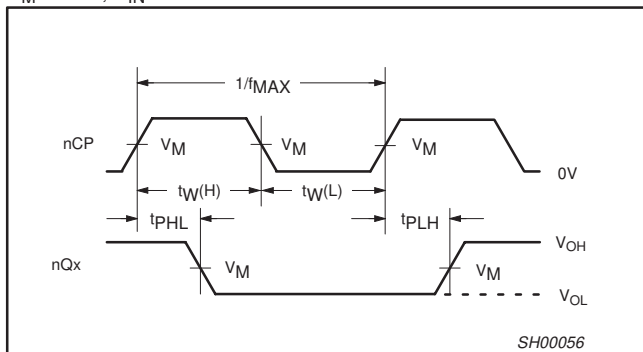 1/fMAX
nCP
VM
VM
VM
0V
tW(H)
tW(L)
tPHL
tPLH
VOH
nQx
VM
VM
VOL
SH00056